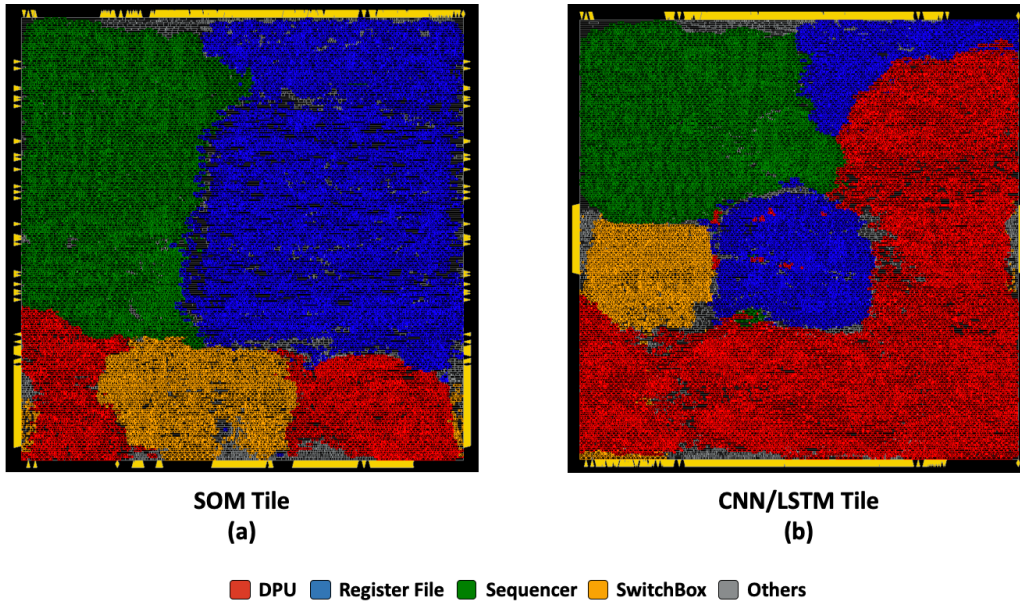 SOM Tile
(a)
CNN/LSTM Tile
(b)
DPU Register File Sequencer SwitchBox Others